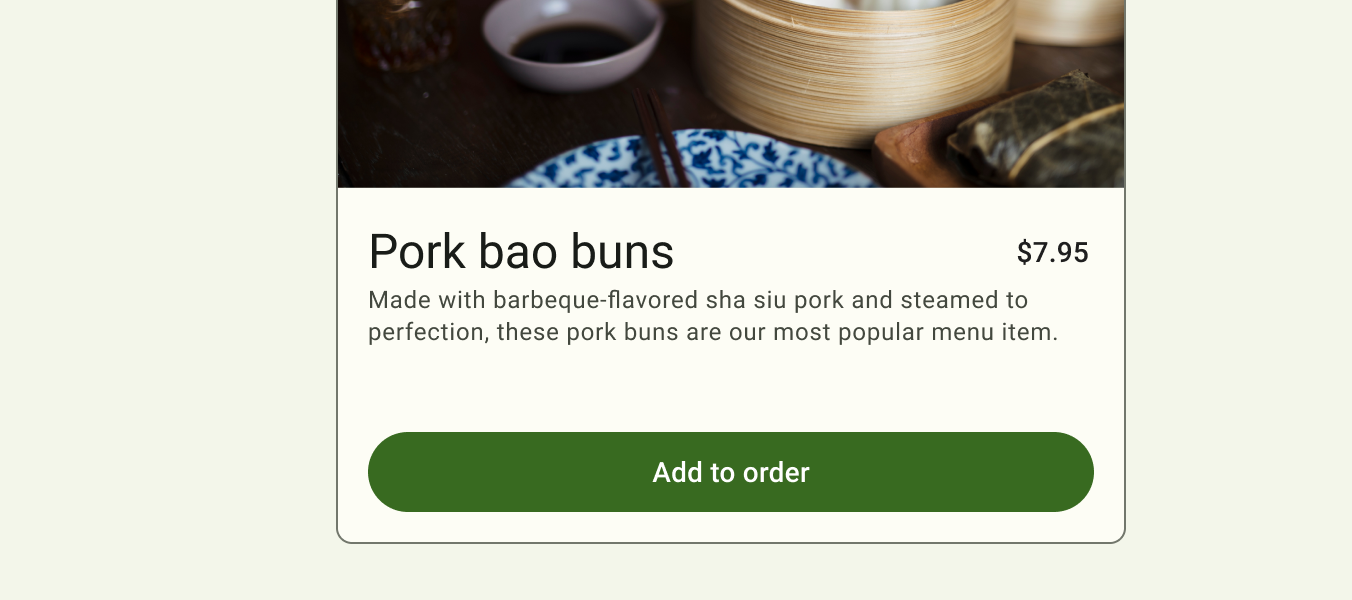 Pork bao buns
$7.95
Made with barbeque-flavored sha siu pork and steamed to
perfection, these pork buns are our most popular menu item.
Add to order